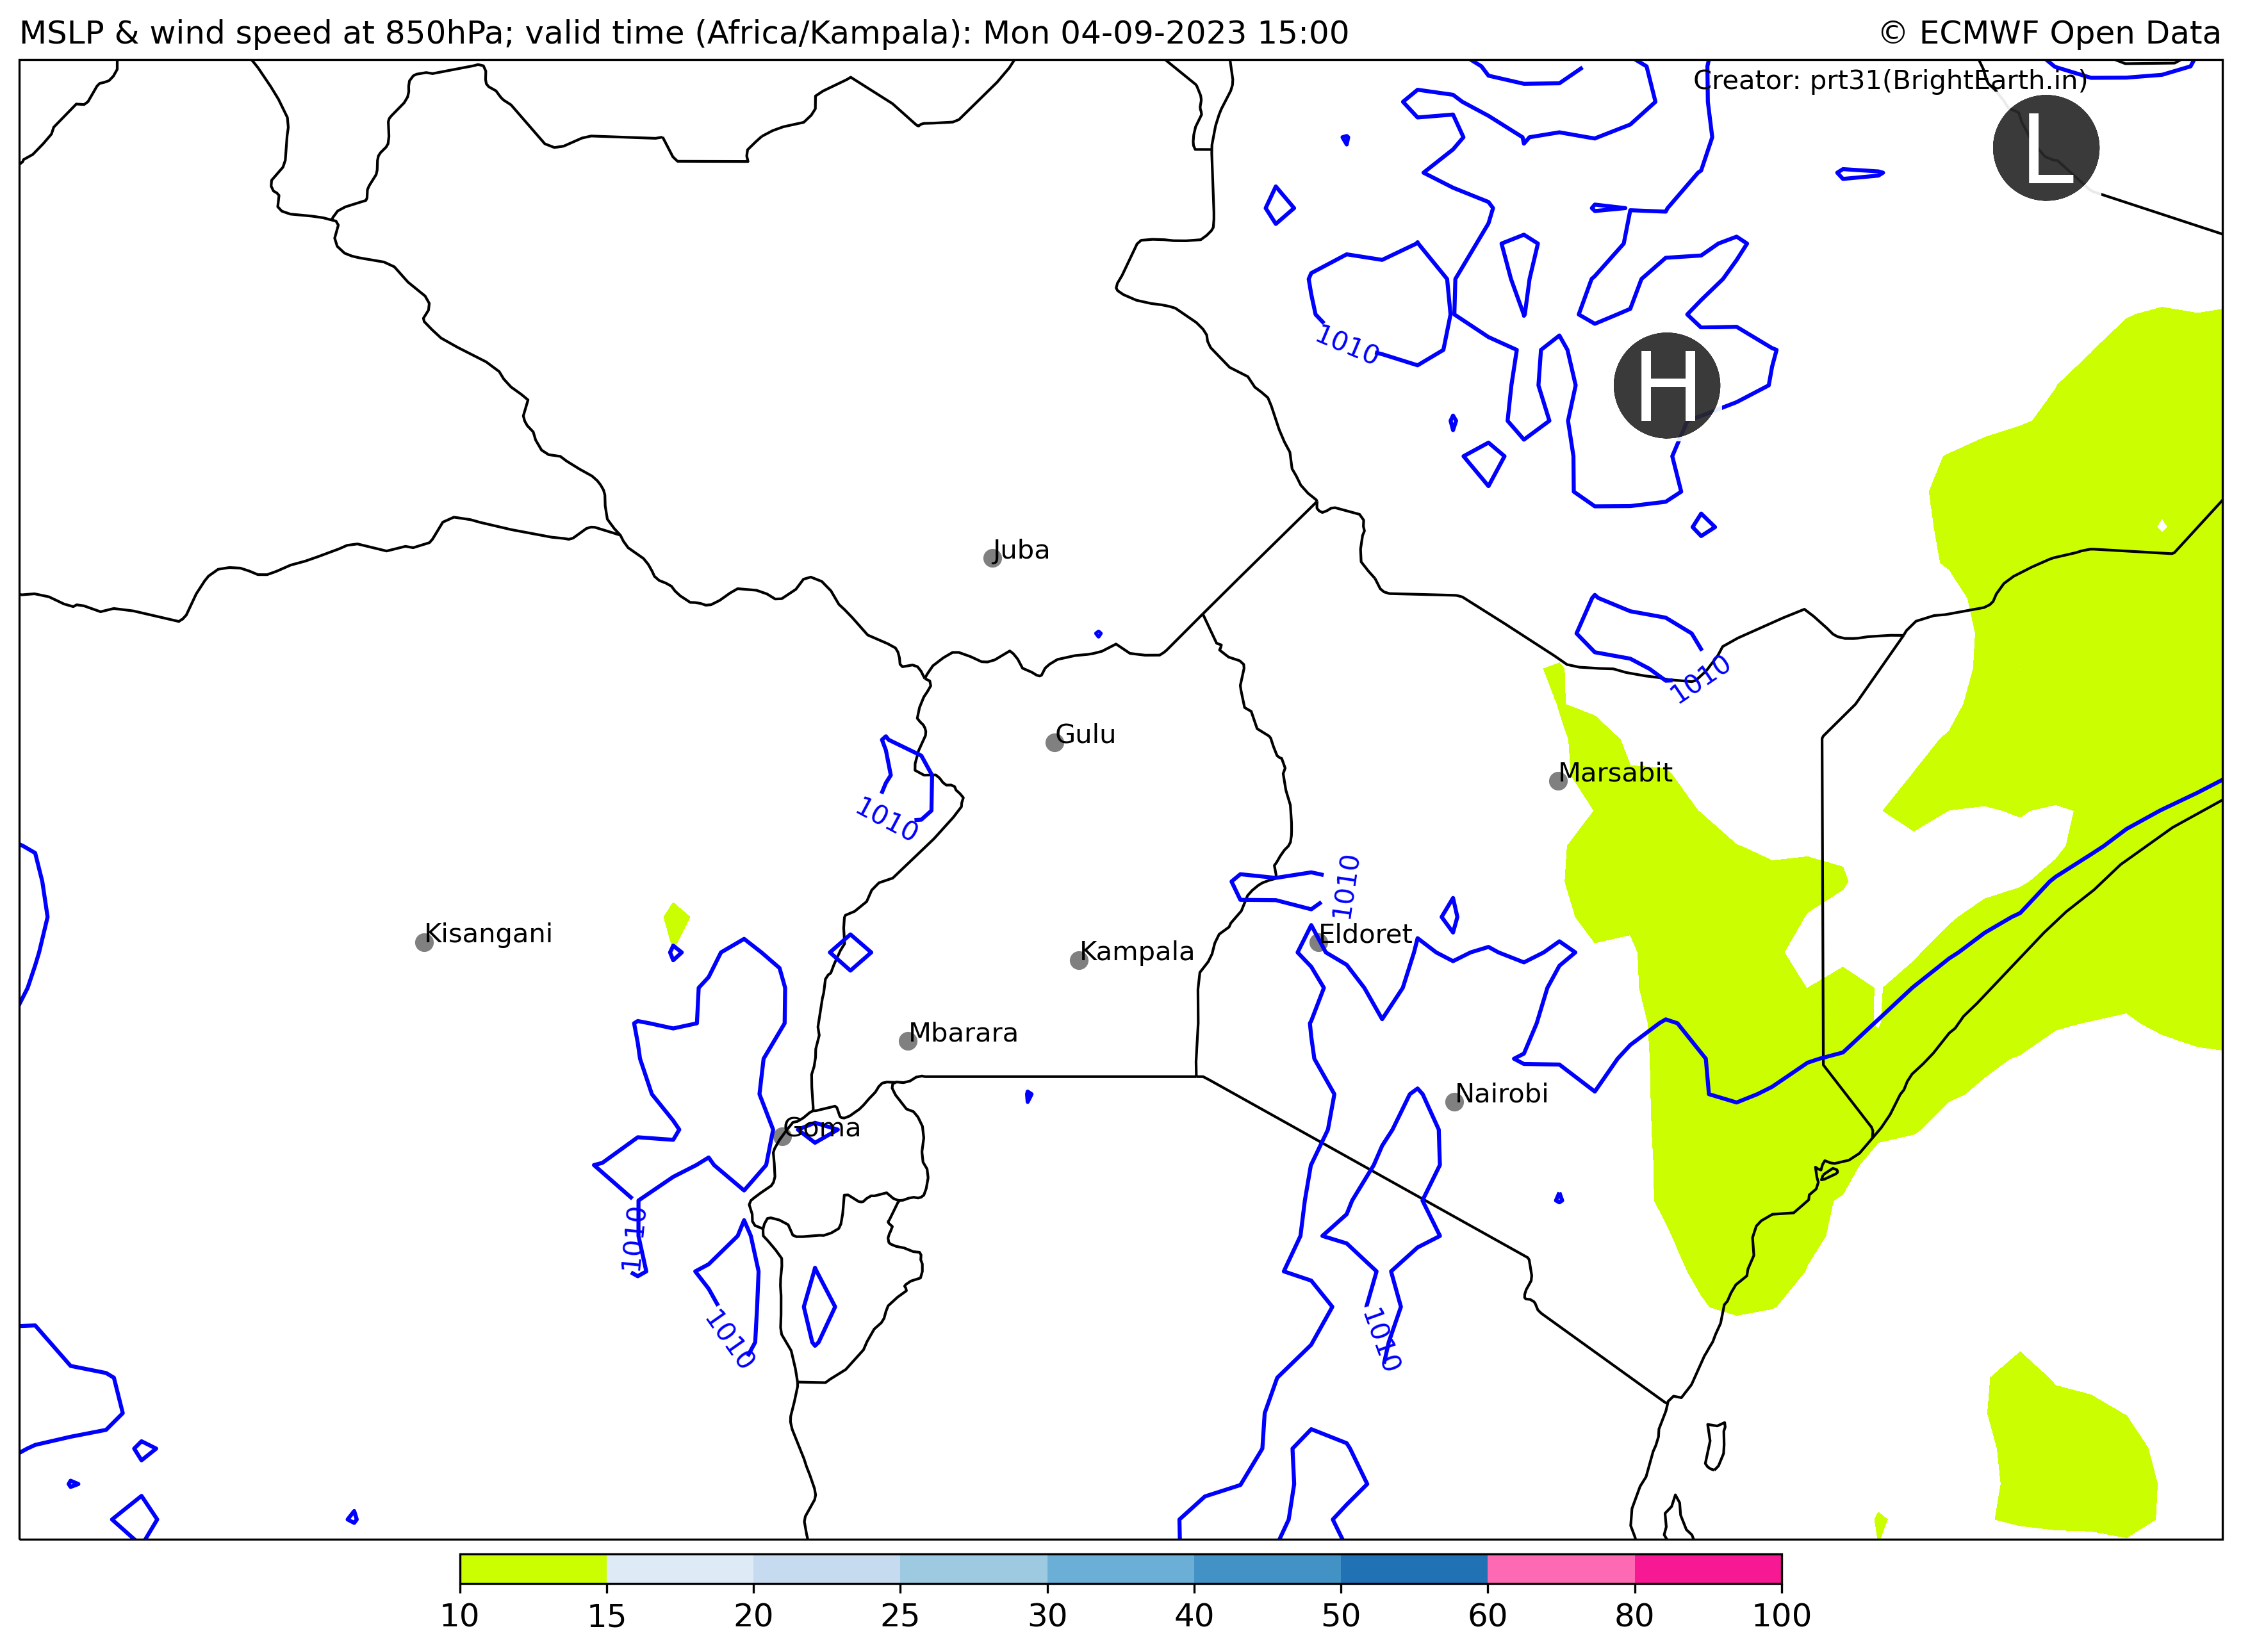 MSLP & wind speed at 850hPa; valid time (Africa/Kampala): Mon 04-09-2023 15:00
© ECMWF Open Data
Creator: prt31(BrightEarth.in)
L
1010
H
Juba
1010
Gulu
Marsabit
1010
1010
Kisangani
Eldoret
Kampala
Mbarara
Nairobi
Goma
1010
1010
1010
10 15 20 25 30 40 50 60 80 100